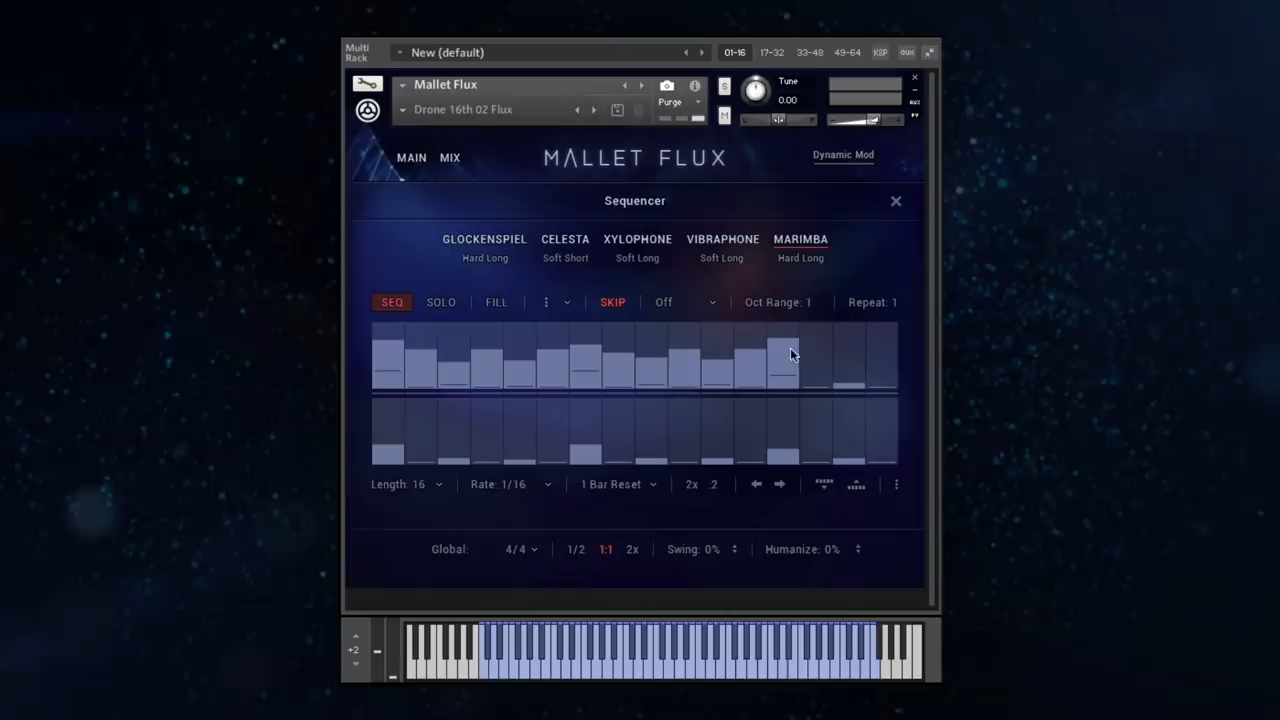 Multi Rack
New (default)
01-16 17-32 33-48 49-64 KSP
Mallet Flux
S
Tune
Purge
0.00
Drone 16th 02 Flux
M
AUX
PV
MAIN MIX
MALLET FLUX
Dynamic Mod
Sequencer
GLOCKENSPIEL CELESTA XYLOPHONE VIBRAPHONE MARIMBA
Hard Long Soft Short Soft Long Soft Long Hard Long
SEQ SOLO FILL SKIP Off Oct Range: 1 Repeat: 1
Length: 16 Rate: 1/16 1 Bar Reset 2x :2
Global: 4/4 1/2 1:1 2x Swing: 0% Humanize: 0%
+2